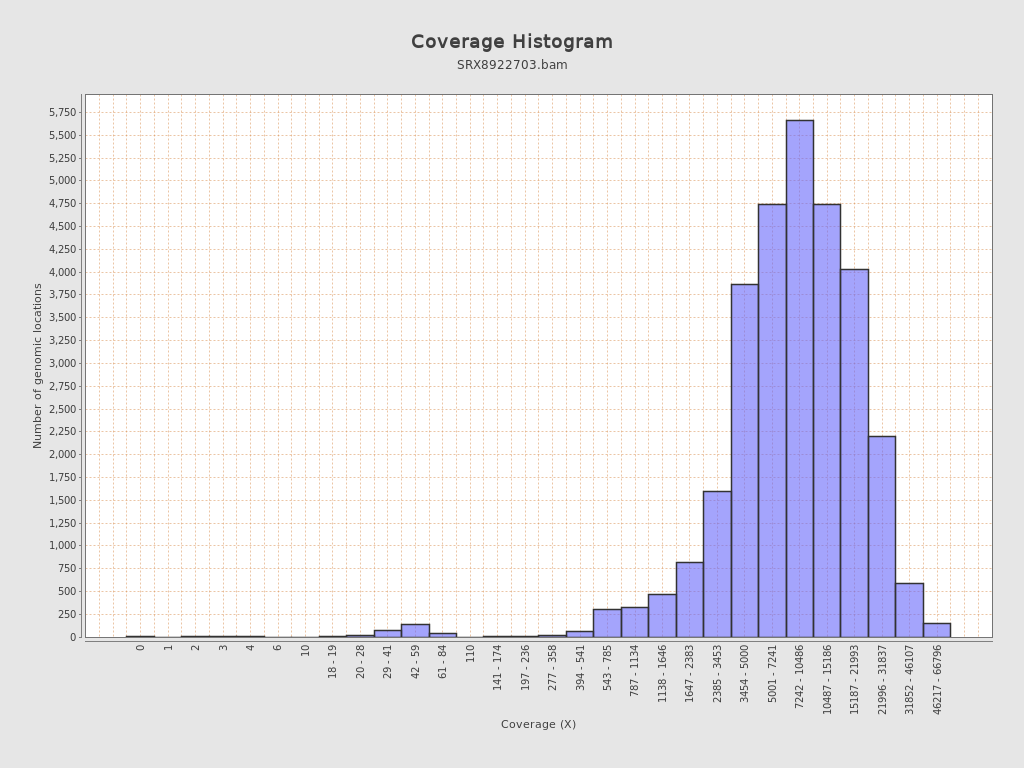 Coverage Histogram
SRX8922703.bam
Number of genomic locations
5,750
5,500
5,250
5,000
4,750
4,500
4,250
4,000
3,750
3,500
3,250
3,000
2,750
2,500
2,250
2,000
1,750
1,500
1,250
1,000
750
500
250
0
0
1
2
3
4
6
10
18 - 19
20 - 28
29 - 41
42 - 59
61 - 84
110
141 - 174
197 - 236
277 - 358
394 - 541
543 - 785
787 - 1134
1138 - 1646
1647 - 2383
2385 - 3453
3454 - 5000
5001 - 7241
7242 - 10486
10487 - 15186
15187 - 21993
21996 - 31837
31852 - 46107
46217 - 66796
Coverage (X)